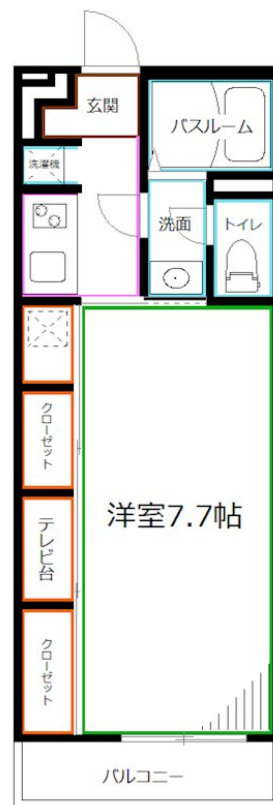 玄関
バスルーム
洗濯機
洗面
トイレ
クローゼット
洋室7.7帖
テレビ台
クローゼット
バルコニー